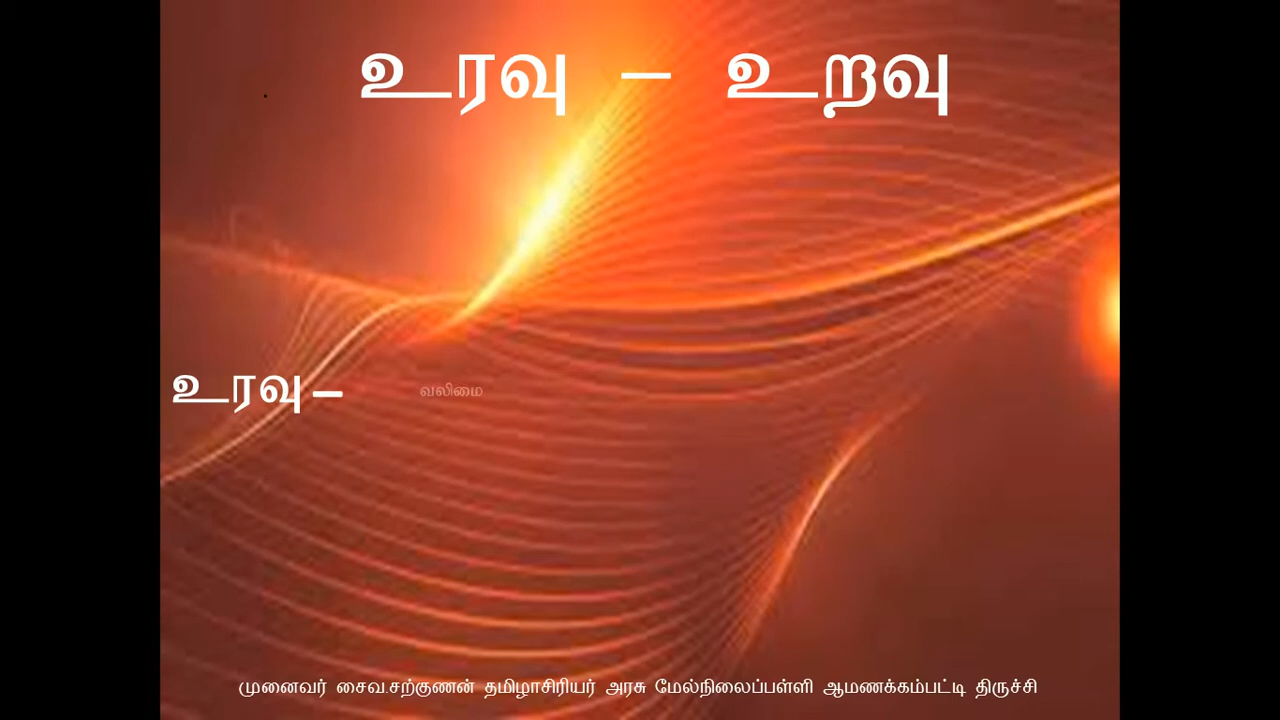 உரவு – உறவு
உரவு – வலிமை
முனைவர் சைவ.சற்குணன் தமிழாசிரியர் அரசு மேல்நிலைப்பள்ளி ஆமணக்கம்பட்டி திருச்சி